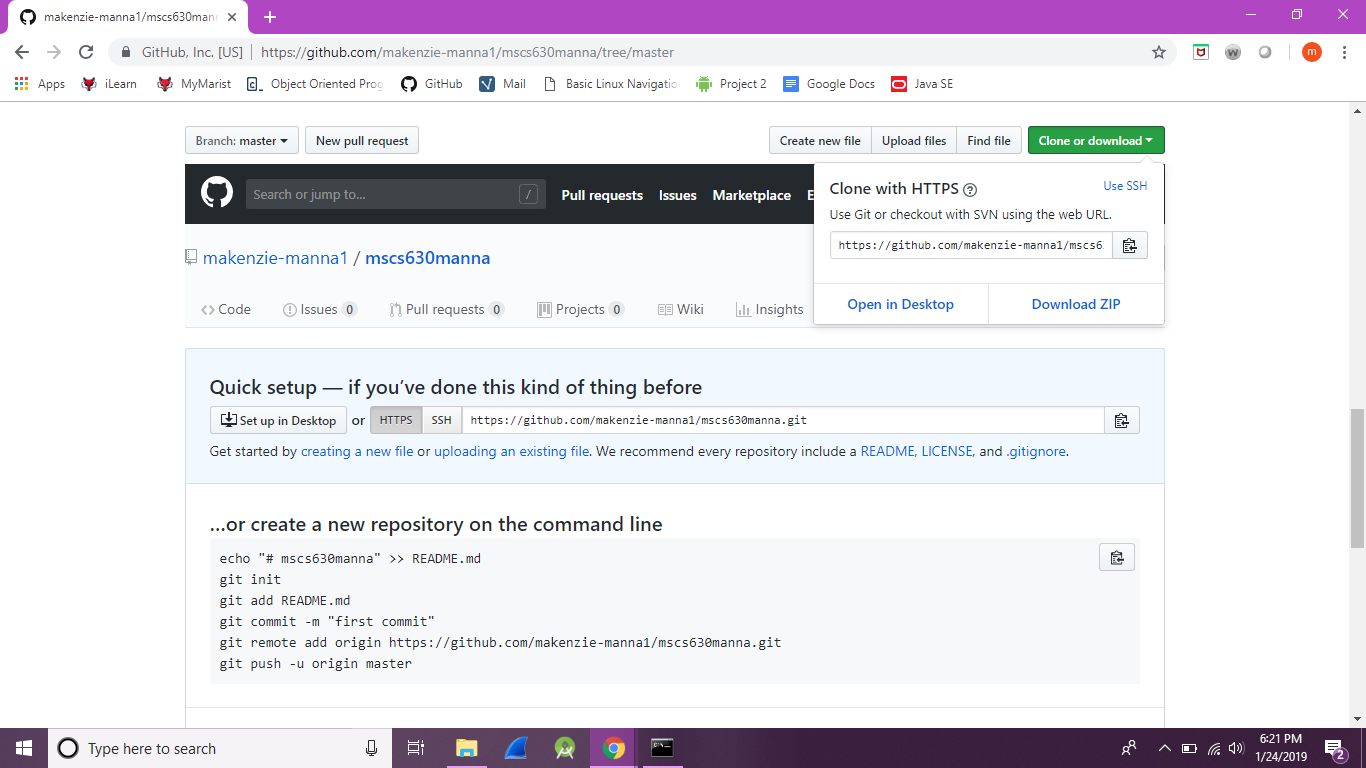 makenzie-manna1/mscs630mann
GitHub, Inc. [US] https://github.com/makenzie-manna1/mscs630manna/tree/master
w m
Apps iLearn MyMarist Object Oriented Prog GitHub Mail Basic Linux Navigatio Project 2 Google Docs Java SE
Branch: master New pull request Create new file Upload files Find file Clone or download
Search or jump to... / Pull requests Issues Marketplace E
Clone with HTTPS ? Use SSH
Use Git or checkout with SVN using the web URL.
https://github.com/makenzie-manna1/mscs6
makenzie-manna1 / mscs630manna
Open in Desktop Download ZIP
Code Issues 0 Pull requests 0 Projects 0 Wiki Insights
Quick setup — if you’ve done this kind of thing before
Set up in Desktop or HTTPS SSH https://github.com/makenzie-manna1/mscs630manna.git
Get started by creating a new file or uploading an existing file. We recommend every repository include a README, LICENSE, and .gitignore.
…or create a new repository on the command line
echo "# mscs630manna" >> README.md
git init
git add README.md
git commit -m "first commit"
git remote add origin https://github.com/makenzie-manna1/mscs630manna.git
git push -u origin master
Type here to search
6:21 PM
1/24/2019
2